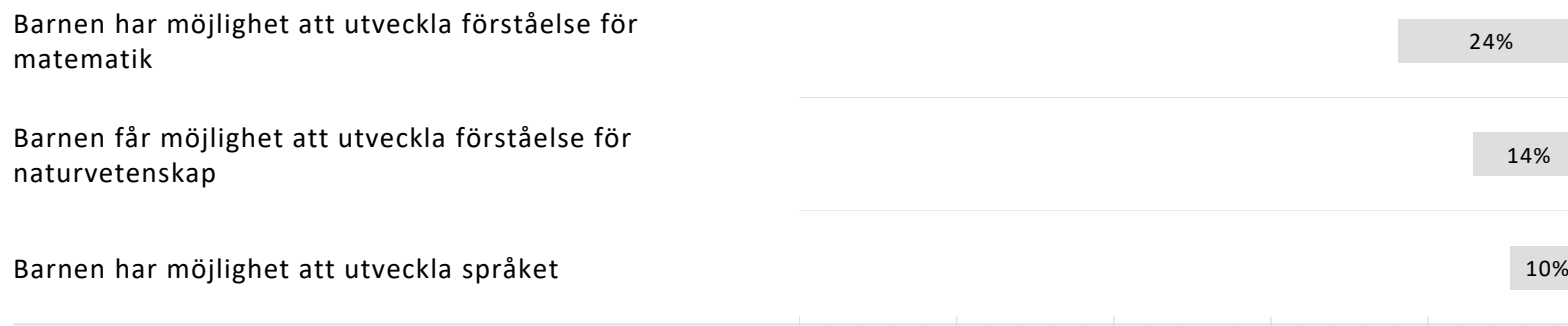 Barnen har möjlighet att utveckla förståelse för
matematik
24%
Barnen får möjlighet att utveckla förståelse för
naturvetenskap
14%
Barnen har möjlighet att utveckla språket
10%